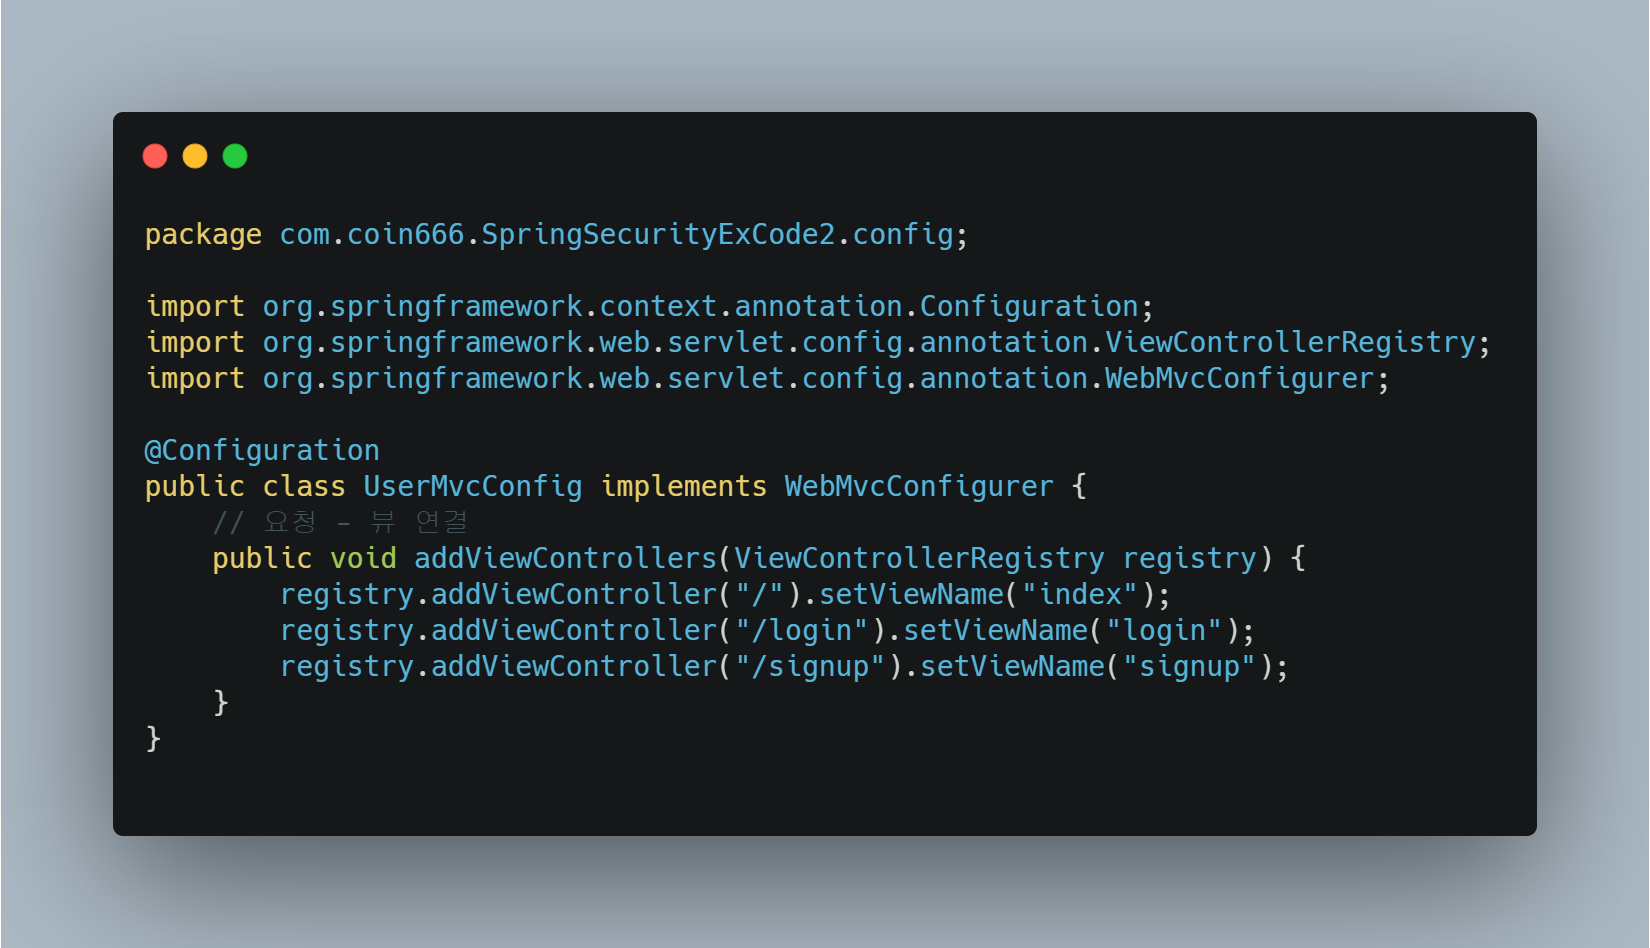 package com.coin666.SpringSecurityExCode2.config;
import org.springframework.context.annotation.Configuration;
import org.springframework.web.servlet.config.annotation.ViewControllerRegistry;
import org.springframework.web.servlet.config.annotation.WebMvcConfigurer;
@Configuration
public class UserMvcConfig implements WebMvcConfigurer {
    // 요청 - 뷰 연결
    public void addViewControllers(ViewControllerRegistry registry) {
        registry.addViewController("/").setViewName("index");
        registry.addViewController("/login").setViewName("login");
        registry.addViewController("/signup").setViewName("signup");
    }
}